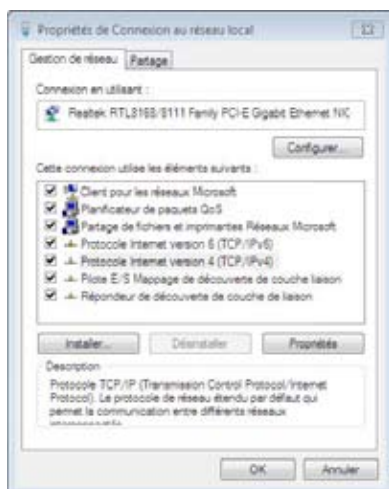 Propriétés de Connexion au réseau local
Gestion de réseau
Partage
Connexion en utilisant :
Realtek RTL8168/8111 Family PCI-E Gigabit Ethernet NIC
Configurer...
Cette connexion utilise les éléments suivants :
Client pour les réseaux Microsoft
Planificateur de paquets QoS
Partage de fichiers et imprimantes Réseaux Microsoft
Protocole Internet version 6 (TCP/IPv6)
Protocole Internet version 4 (TCP/IPv4)
Pilote E/S Mappage de découverte de couche liaison
Répondeur de découverte de couche de liaison
Installer...
Désinstaller
Propriétés
Description
Protocole TCP/IP (Transmission Control Protocol/Internet
Protocol). Le protocole de réseau étendu par défaut qui
permet la communication entre différents réseaux
OK
Annuler